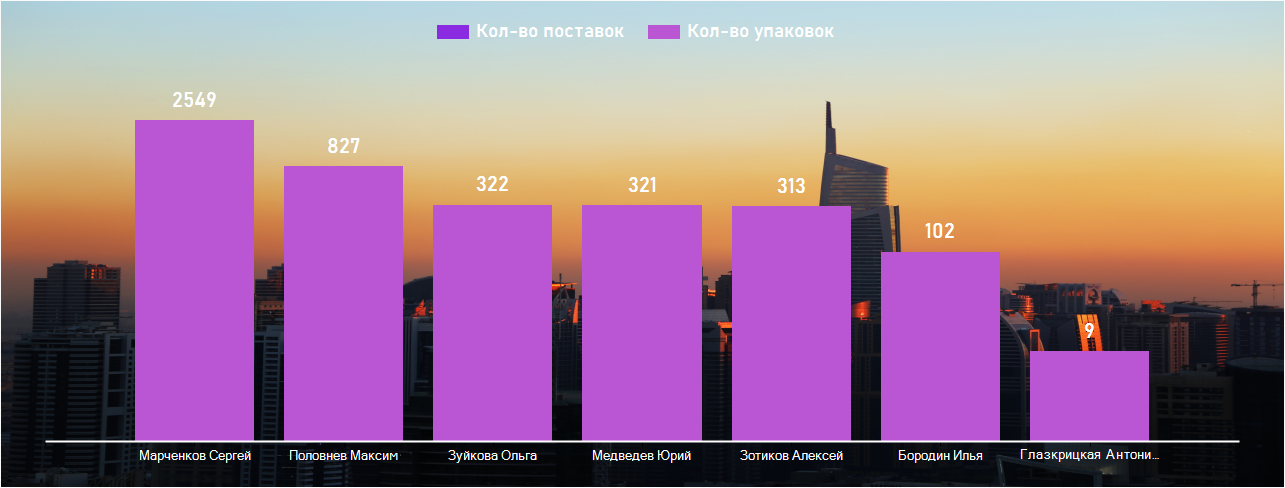 Кол-во поставок Кол-во упаковок
2549
827
322
321
313
102
9
Марченков Сергей
Половнев Максим
Зуйкова Ольга
Медведев Юрий
Зотиков Алексей
Бородин Илья
Глазкрицкая Антони...